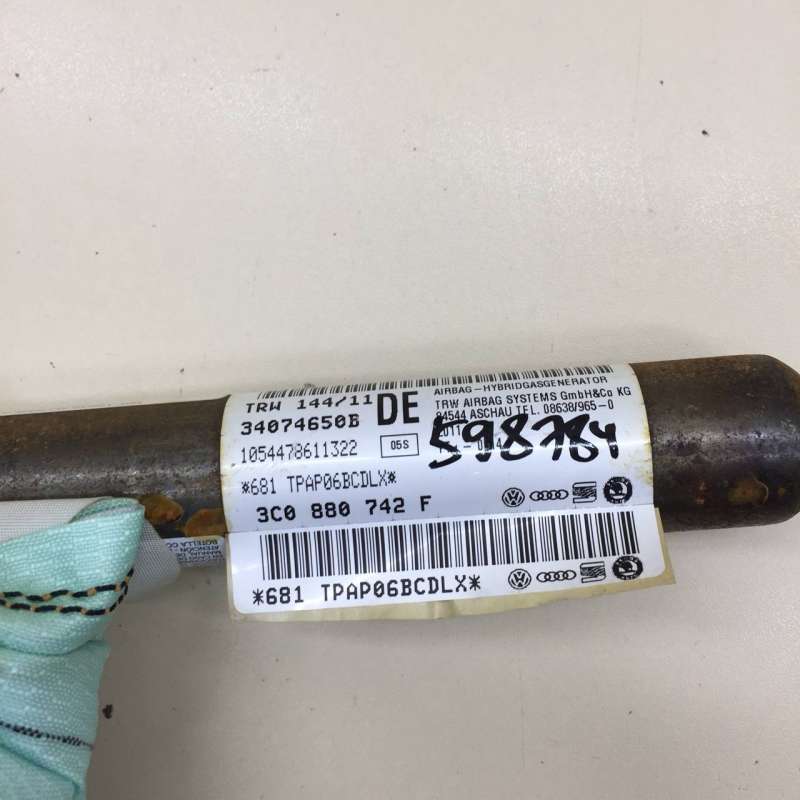 TRW 144/11
DE
34074650B
1054478611322
05S
AIRBAG-HYBRIDGASGENERATOR
TRW AIRBAG SYSTEMS GmbH&Co KG
84544 ASCHAU TEL. 08638/965-0
598784
*681 TPAP06BCDLX*
3C0 880 742 F
*681 TPAP06BCDLX*